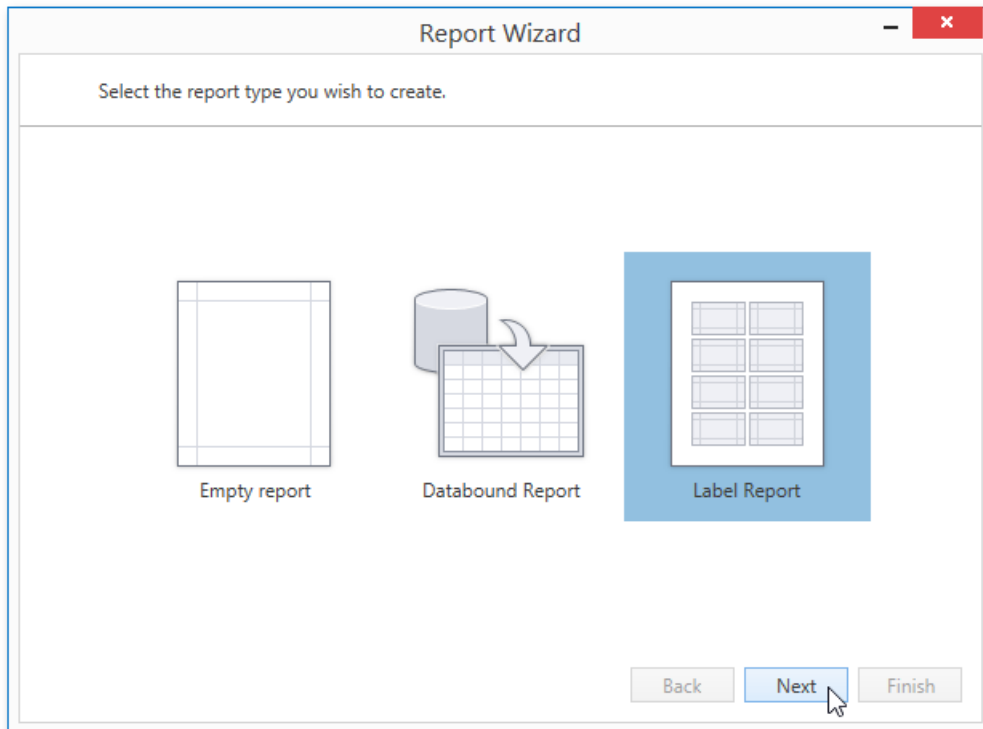 Report Wizard
Select the report type you wish to create.
Empty report
Databound Report
Label Report
Back
Next
Finish